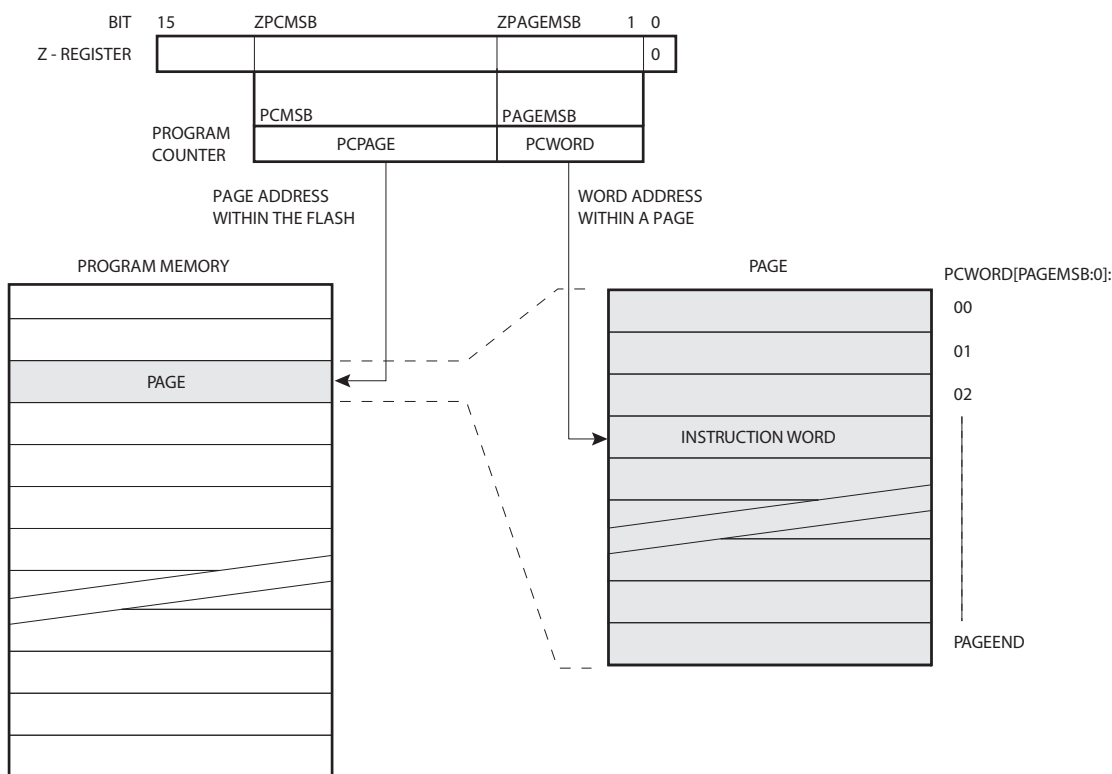 BIT 15 ZPCMSB ZPAGEMSB 1 0
Z - REGISTER 0
PCMSB PAGEMSB
PROGRAM
COUNTER
PCPAGE PCWORD
PAGE ADDRESS
WITHIN THE FLASH
WORD ADDRESS
WITHIN A PAGE
PROGRAM MEMORY
PAGE
PAGE
PCWORD[PAGEMSB:0]:
00
01
02
INSTRUCTION WORD
PAGEEND